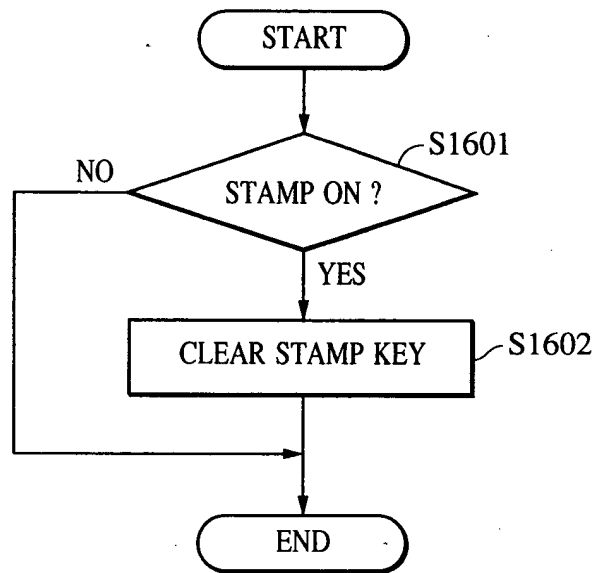 START
S1601
NO
STAMP ON ?
YES
CLEAR STAMP KEY
S1602
END